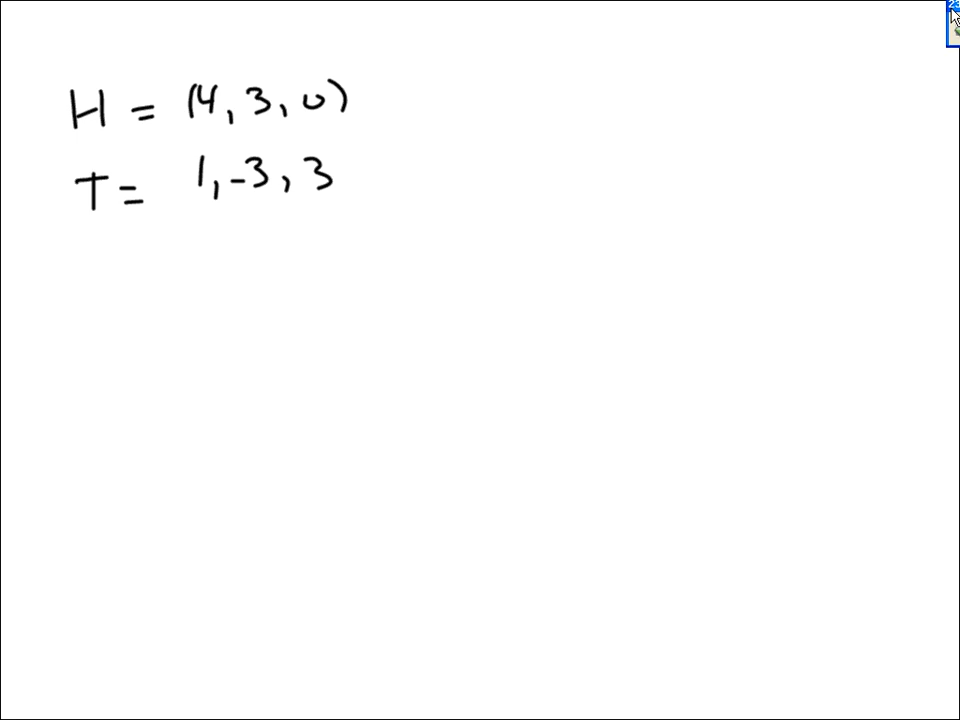 H = (4, 3, 0)
T = 1, -3, 3